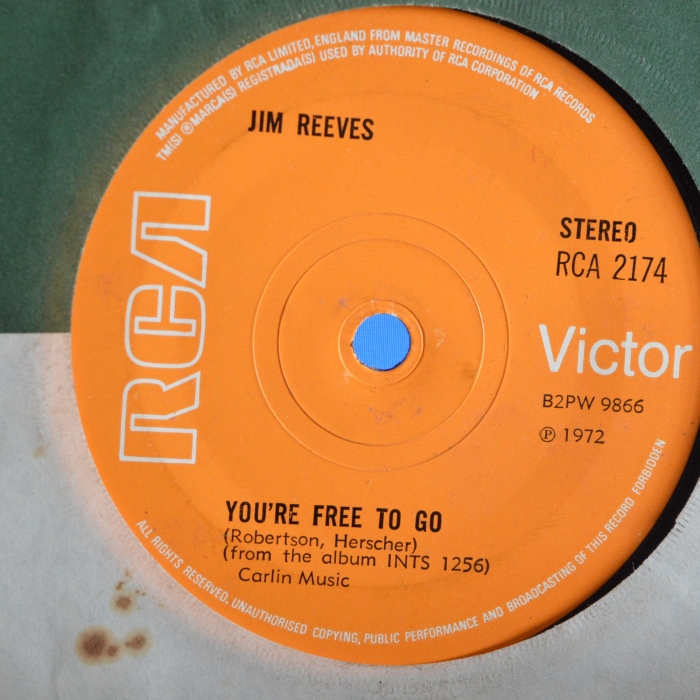 MANUFACTURED BY RCA LIMITED, ENGLAND FROM MASTER RECORDINGS OF RCA RECORDS
TM(S) ® MARCA(S) REGISTRADA(S) USED BY AUTHORITY OF RCA CORPORATION
JIM REEVES
RCA
STEREO
RCA 2174
Victor
B2PW 9866
℗ 1972
YOU'RE FREE TO GO
(Robertson, Herscher)
(from the album INTS 1256)
Carlin Music
ALL RIGHTS RESERVED. UNAUTHORISED COPYING, PUBLIC PERFORMANCE AND BROADCASTING OF THIS RECORD FORBIDDEN